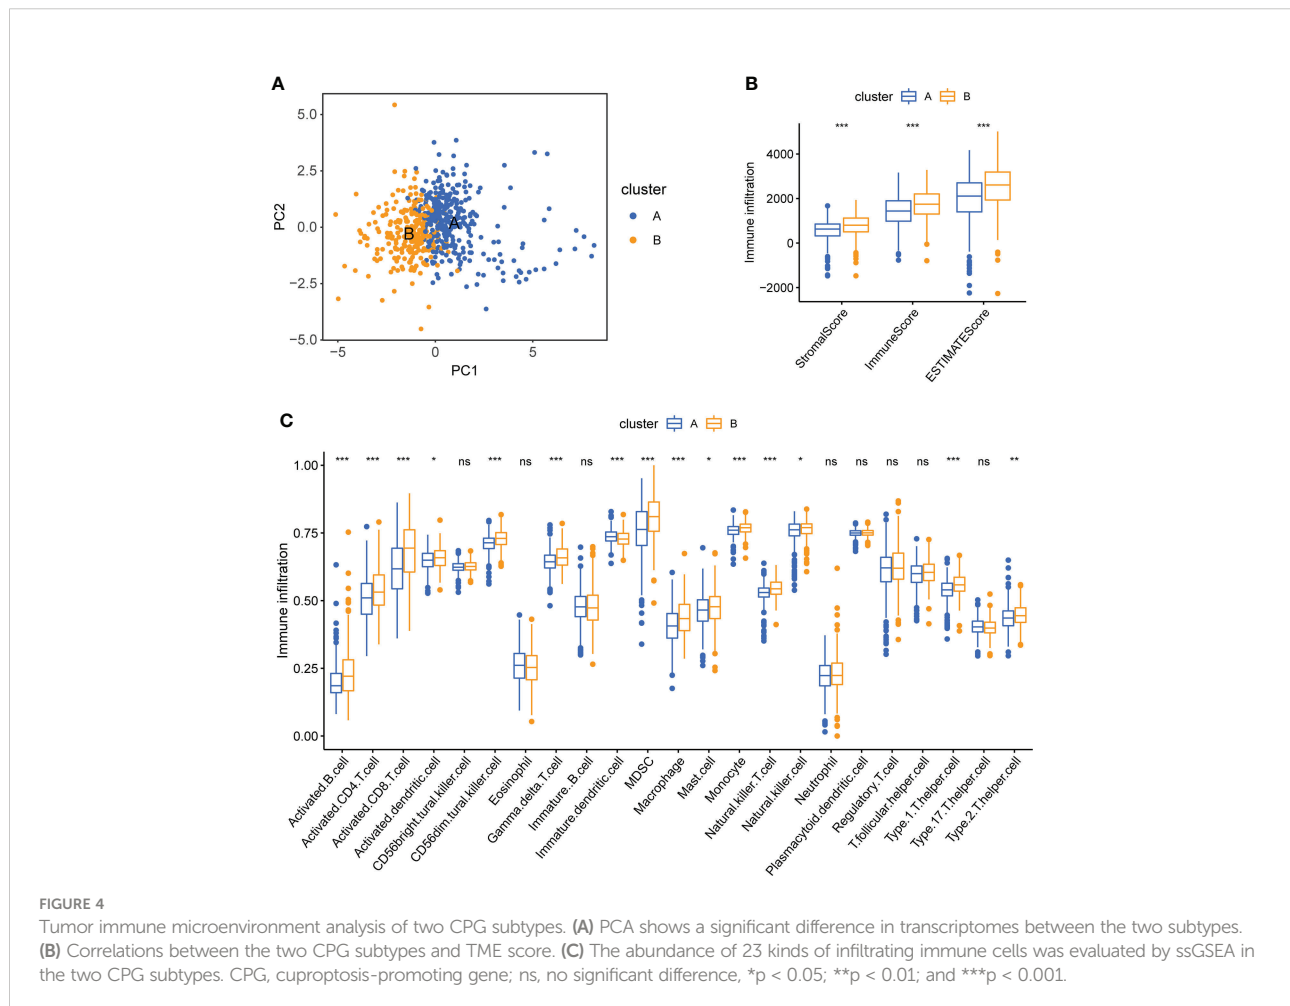 A
5.0
2.5
0.0
−2.5
−5.0
PC2
−5
0
5
PC1
A
B
cluster
A
B
B
cluster A B
*** *** ***
4000
2000
0
−2000
Immune infiltration
StromalScore
ImmuneScore
ESTIMATEScore
C
cluster A B
*** *** *** * ns *** ns *** ns *** *** *** * *** *** * ns ns ns ns *** ns **
1.00
0.75
0.50
0.25
0.00
Immune infiltration
Activated.B.cell
Activated.CD4.T.cell
Activated.CD8.T.cell
Activated.dendritic.cell
CD56bright.tural.killer.cell
CD56dim.tural.killer.cell
Eosinophil
Gamma.delta.T.cell
Immature..B.cell
Immature.dendritic.cell
MDSC
Macrophage
Mast.cell
Monocyte
Natural.killer.T.cell
Natural.killer.cell
Neutrophil
Plasmacytoid.dendritic.cell
Regulatory.T.cell
T.follicular.helper.cell
Type.1.T.helper.cell
Type.17.T.helper.cell
Type.2.T.helper.cell
FIGURE 4
Tumor immune microenvironment analysis of two CPG subtypes. (A) PCA shows a significant difference in transcriptomes between the two subtypes.
(B) Correlations between the two CPG subtypes and TME score. (C) The abundance of 23 kinds of infiltrating immune cells was evaluated by ssGSEA in
the two CPG subtypes. CPG, cuproptosis-promoting gene; ns, no significant difference, *p < 0.05; **p < 0.01; and ***p < 0.001.